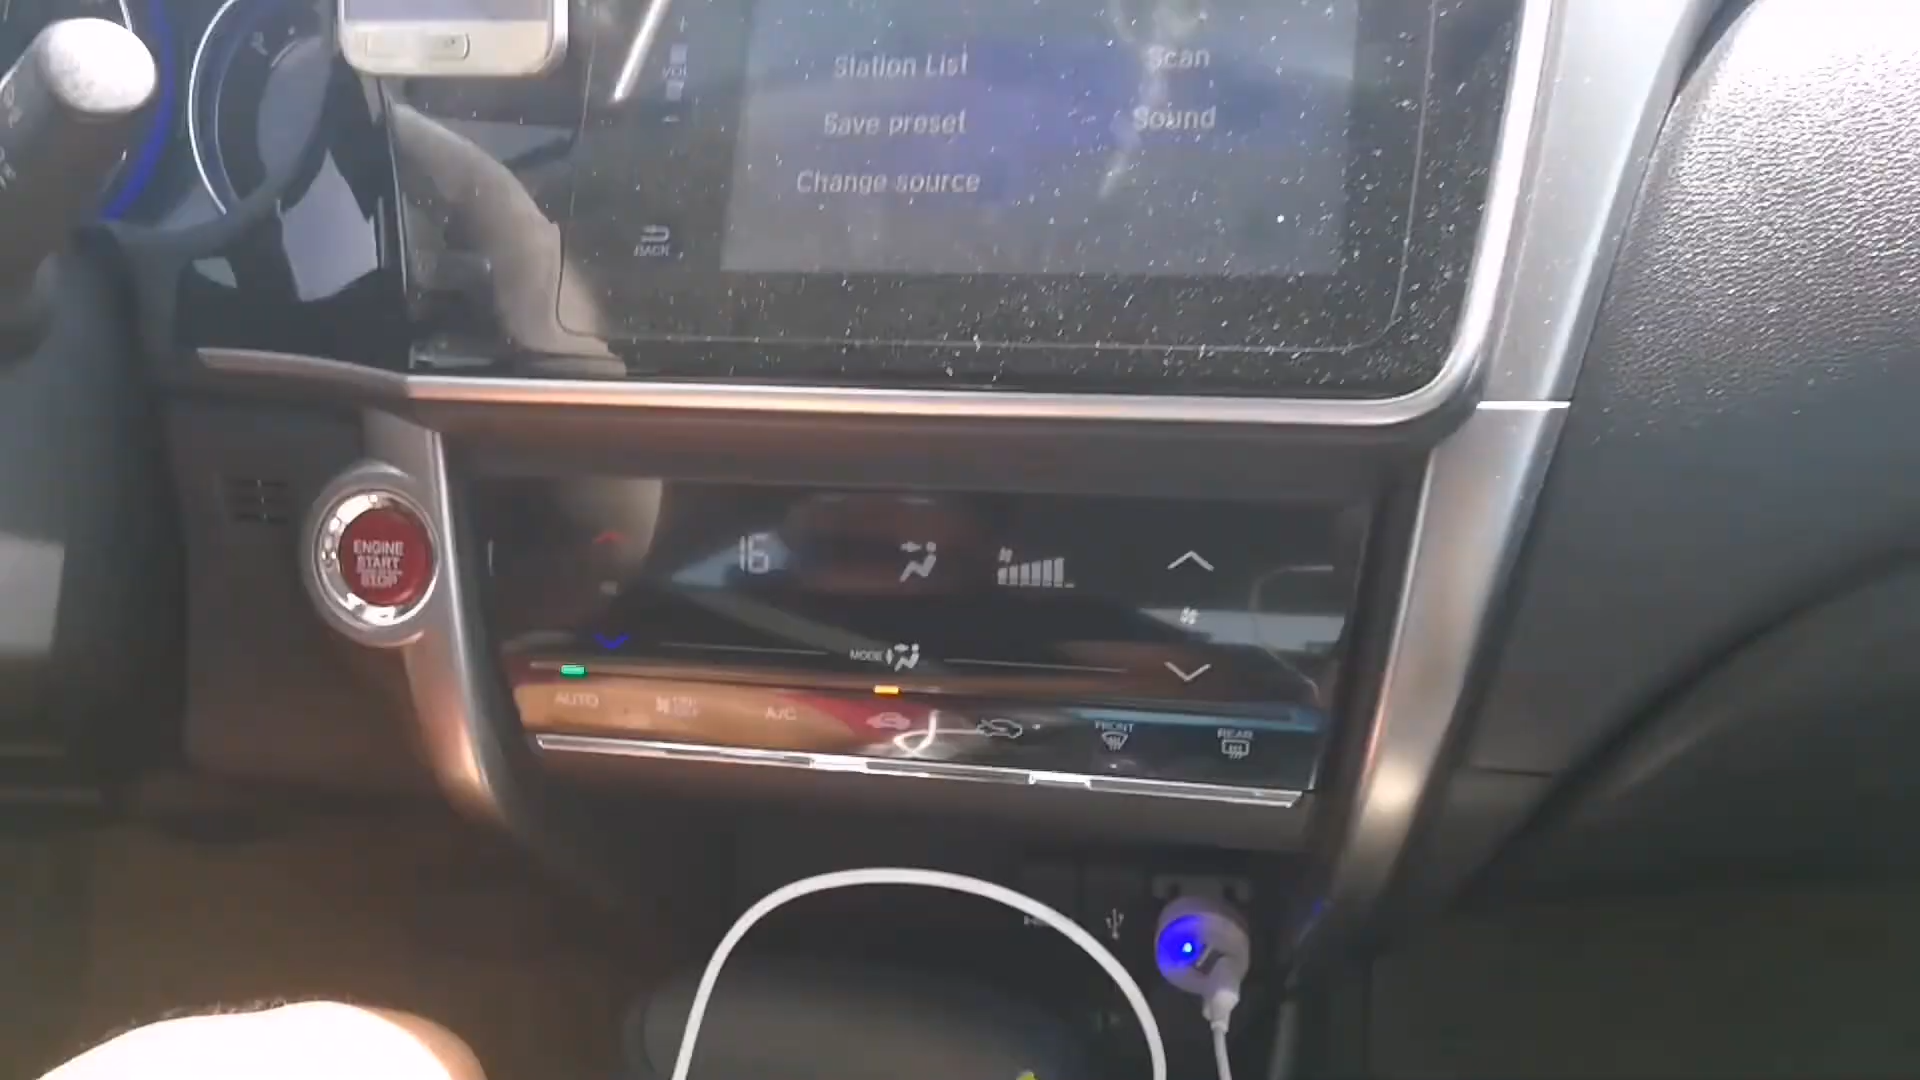 VOL
Station List
Scan
Save preset
Sound
Change source
BACK
ENGINE
START
STOP
16
MODE
AUTO
A/C
FRONT
REAR